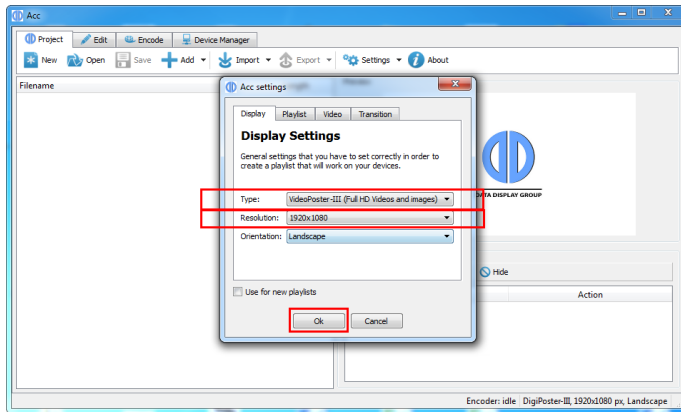 Acc
Project Edit Encode Device Manager
New Open Save Add Import Export Settings About
Filename
Acc settings
Display Playlist Video Transition
Display Settings
General settings that you have to set correctly in order to
create a playlist that will work on your devices.
DATA DISPLAY GROUP
Type: VideoPoster-III (Full HD Videos and images)
Resolution: 1920x1080
Orientation: Landscape
Hide
Use for new playlists
Action
Ok Cancel
Encoder: idle DigiPoster-III, 1920x1080 px, Landscape